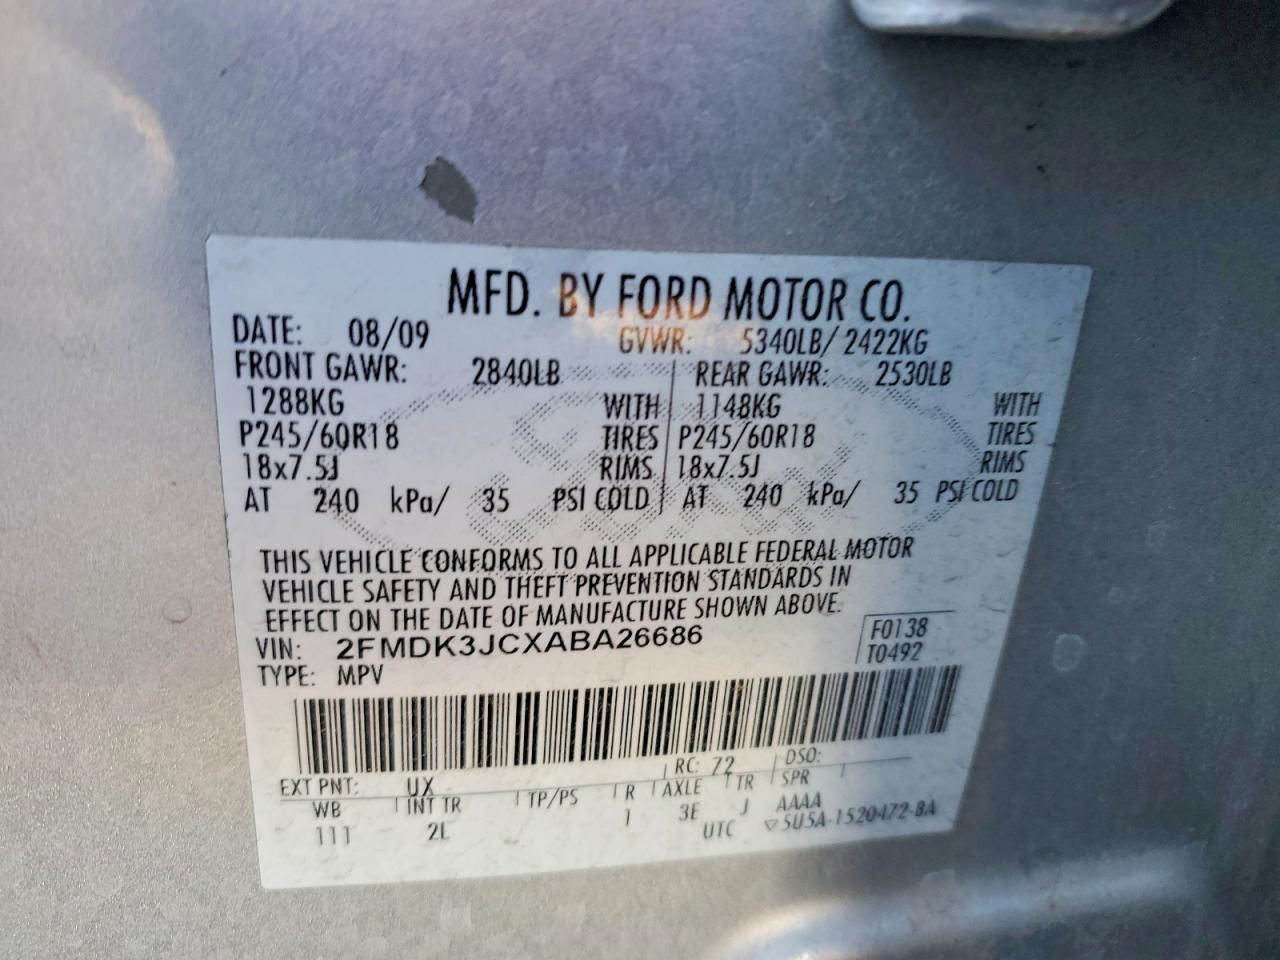 MFD. BY FORD MOTOR CO.
DATE: 08/09 GVWR: 5340LB/ 2422KG
FRONT GAWR: 2840LB REAR GAWR: 2530LB
1288KG WITH 1148KG WITH
P245/60R18 TIRES P245/60R18 TIRES
18x7.5J RIMS 18x7.5J RIMS
AT 240 kPa/ 35 PSI COLD AT 240 kPa/ 35 PSI COLD
THIS VEHICLE CONFORMS TO ALL APPLICABLE FEDERAL MOTOR
VEHICLE SAFETY AND THEFT PREVENTION STANDARDS IN
EFFECT ON THE DATE OF MANUFACTURE SHOWN ABOVE.
VIN: 2FMDK3JCXABA26686 F0138
TYPE: MPV T0492
EXT PNT: UX RC: 72 DSO:
WB INT TR TP/PS R AXLE TR SPR
111 2L 1 3E J AAAA
UTC ▽5U5A-1520472-BA